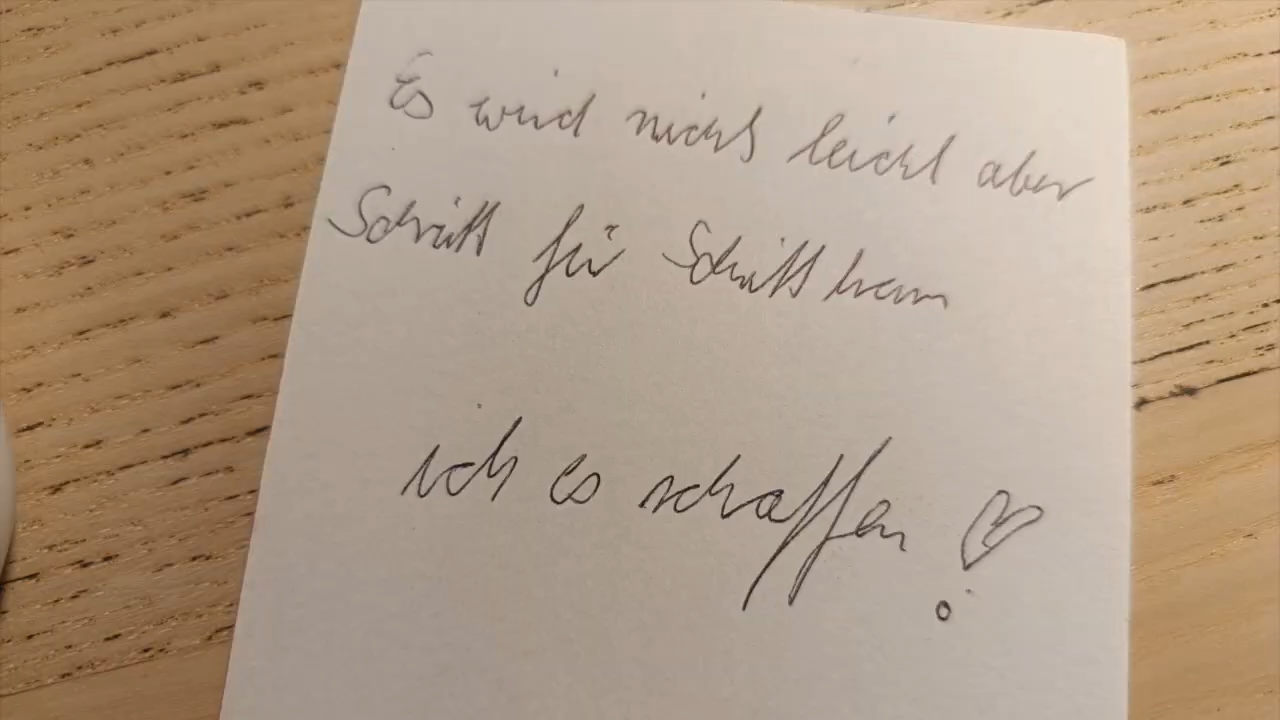 Es wird nicht leicht aber
Schritt für Schritt kann
ich es schaffen!